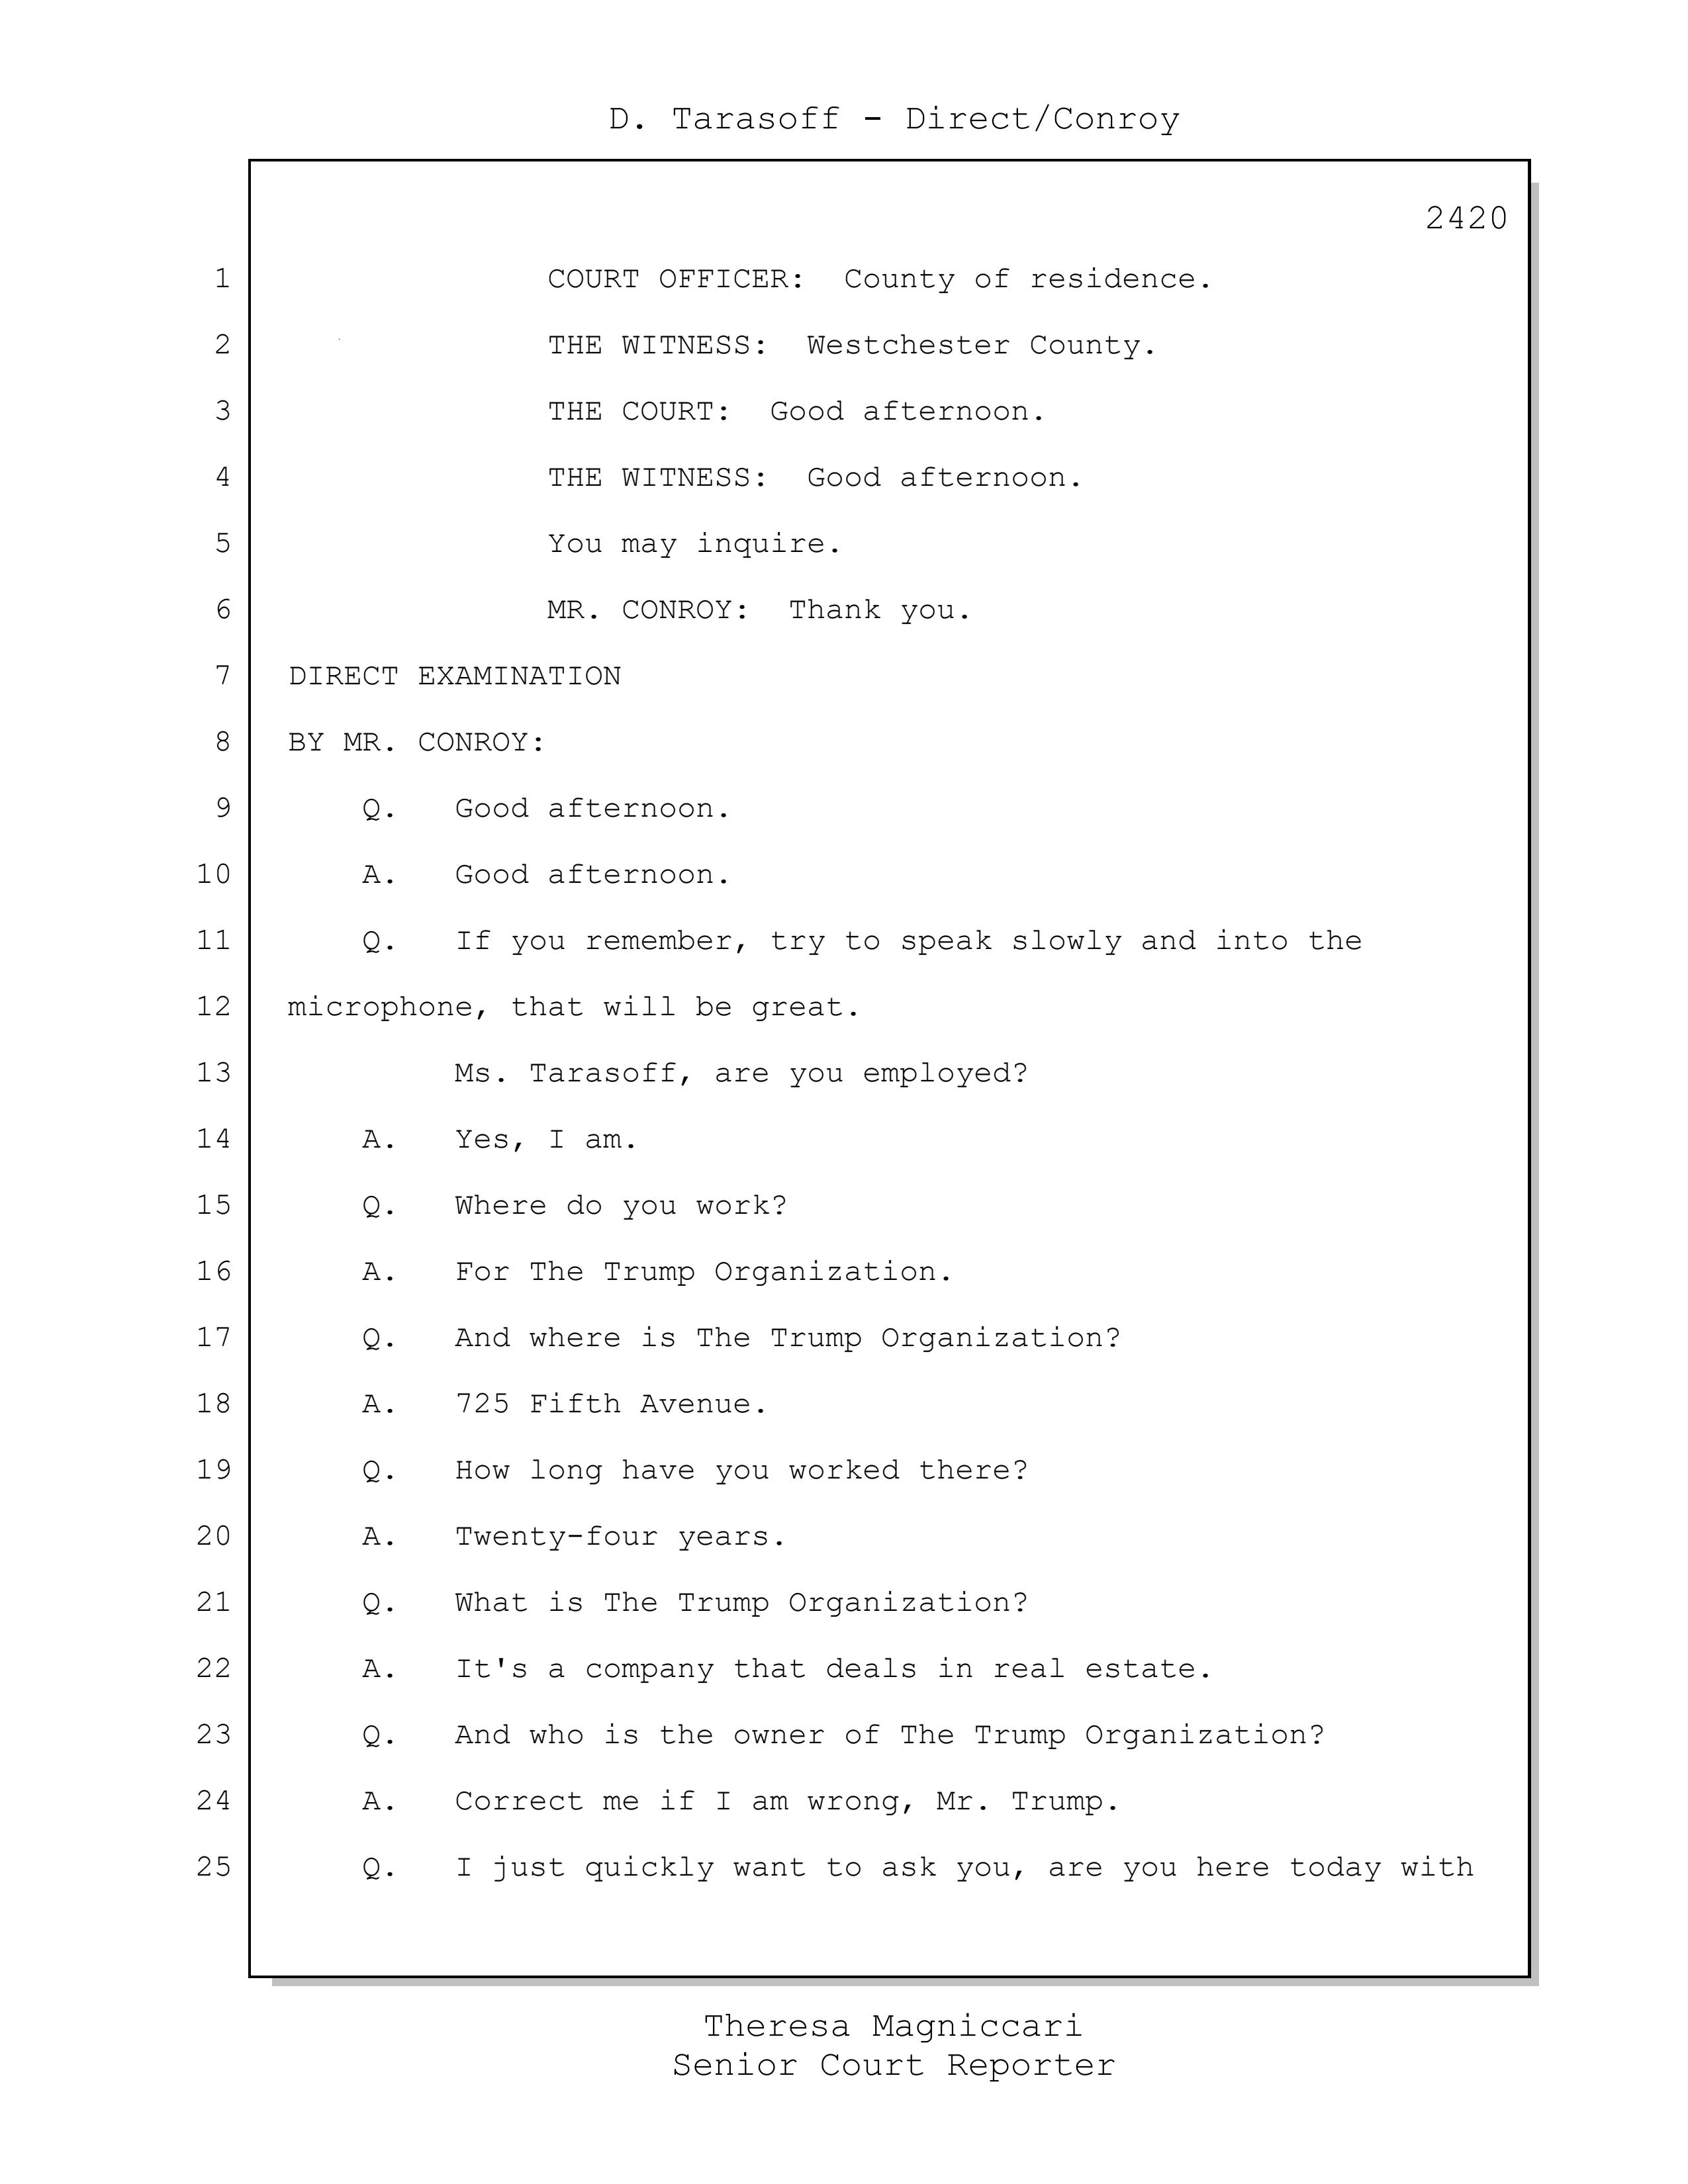 D. Tarasoff - Direct/Conroy
2420
1 COURT OFFICER: County of residence.
2 THE WITNESS: Westchester County.
3 THE COURT: Good afternoon.
4 THE WITNESS: Good afternoon.
5 You may inquire.
6 MR. CONROY: Thank you.
7 DIRECT EXAMINATION
8 BY MR. CONROY:
9 Q. Good afternoon.
10 A. Good afternoon.
11 Q. If you remember, try to speak slowly and into the
12 microphone, that will be great.
13 Ms. Tarasoff, are you employed?
14 A. Yes, I am.
15 Q. Where do you work?
16 A. For The Trump Organization.
17 Q. And where is The Trump Organization?
18 A. 725 Fifth Avenue.
19 Q. How long have you worked there?
20 A. Twenty-four years.
21 Q. What is The Trump Organization?
22 A. It's a company that deals in real estate.
23 Q. And who is the owner of The Trump Organization?
24 A. Correct me if I am wrong, Mr. Trump.
25 Q. I just quickly want to ask you, are you here today with
Theresa Magniccari
Senior Court Reporter